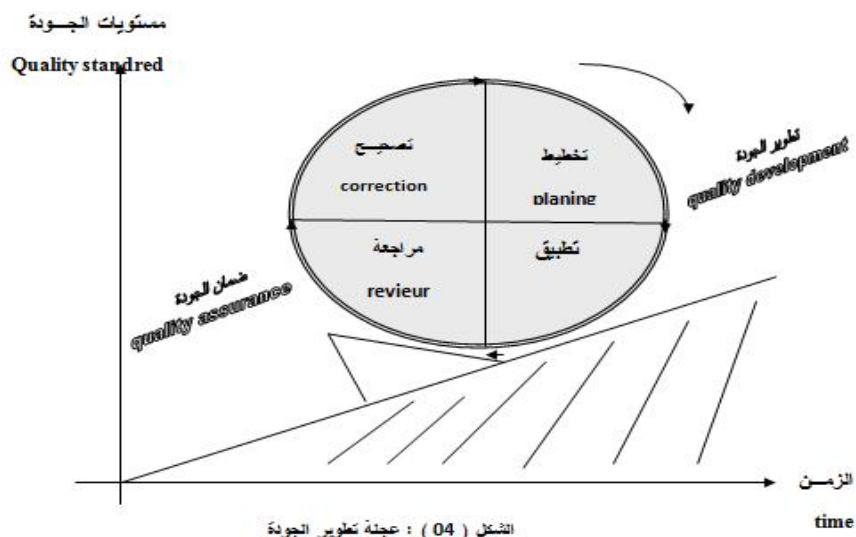 مستويات الجـــودة
Quality standred
تصحيـــح
correction
تخطيط
planing
تطوير الجودة
quality development
مراجعة
revieur
تطبيق
ضمان الجودة
quality assurance
الزمـــن
time
الشكل ( 04 ) : عجلة تطوير الجودة